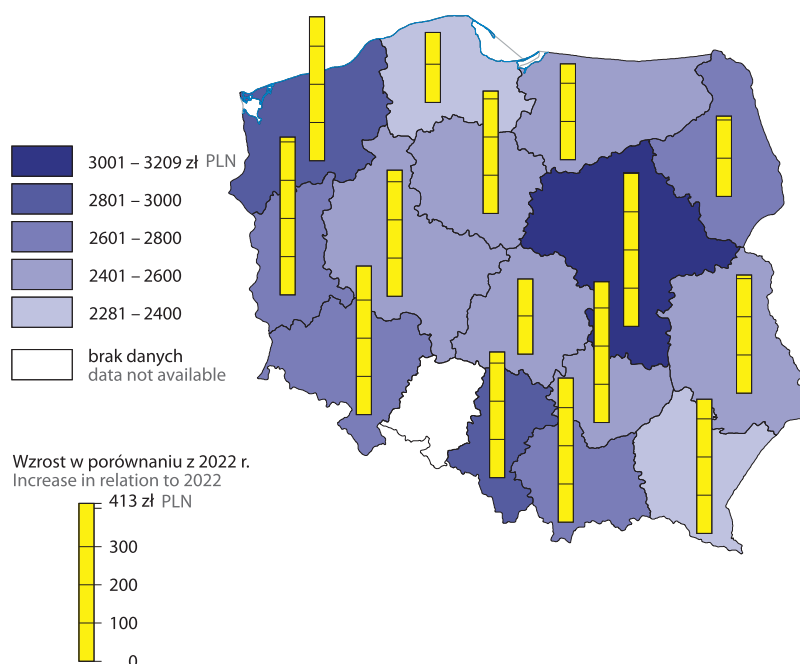 3001 – 3209 zł PLN
2801 – 3000
2601 – 2800
2401 – 2600
2281 – 2400
brak danych
data not available
Wzrost w porównaniu z 2022 r.
Increase in relation to 2022
413 zł PLN
300
200
100
0